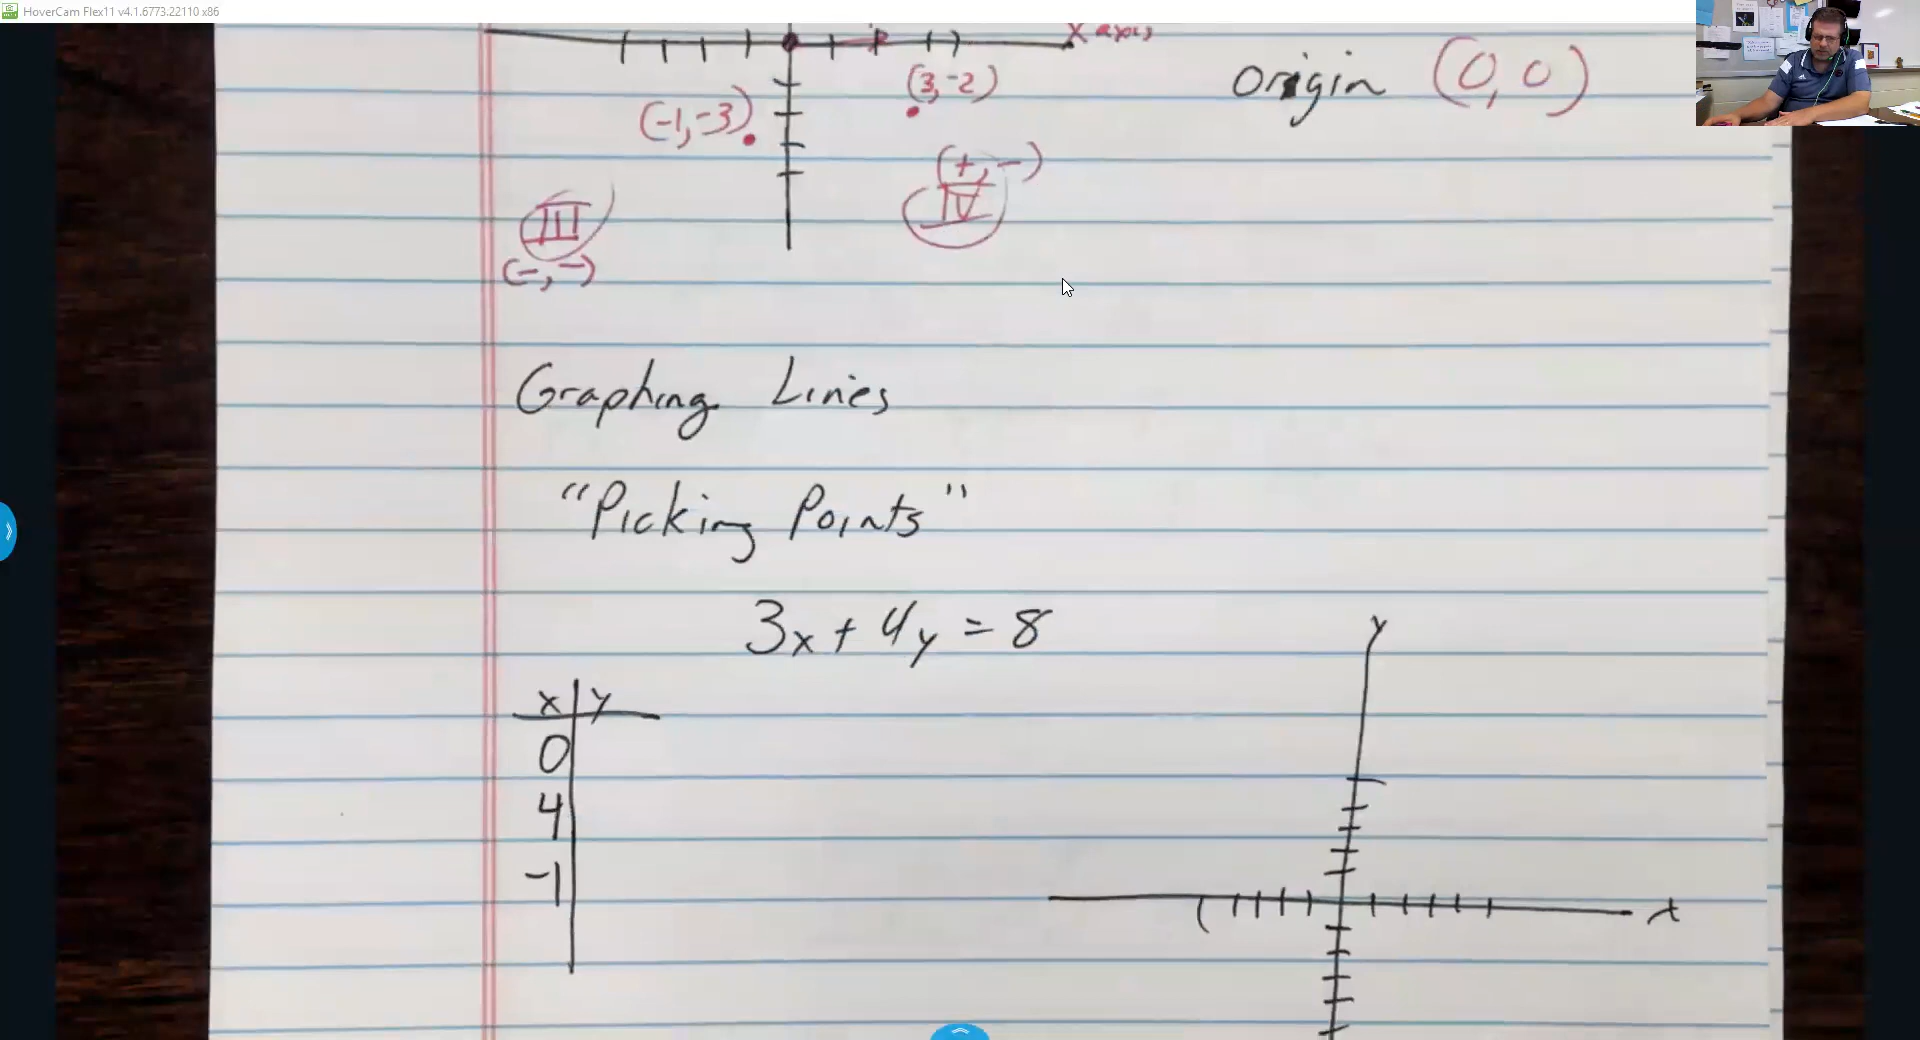 HoverCam Flex11 v4.1.6773.22110 x86
X axis
Origin (0, 0)
(3, -2)
(-1, -3)
(+, -)
IV
III
(-, -)
Graphing Lines
"Picking Points"
3x + 4y = 8
y
x y
0
4
-1
x